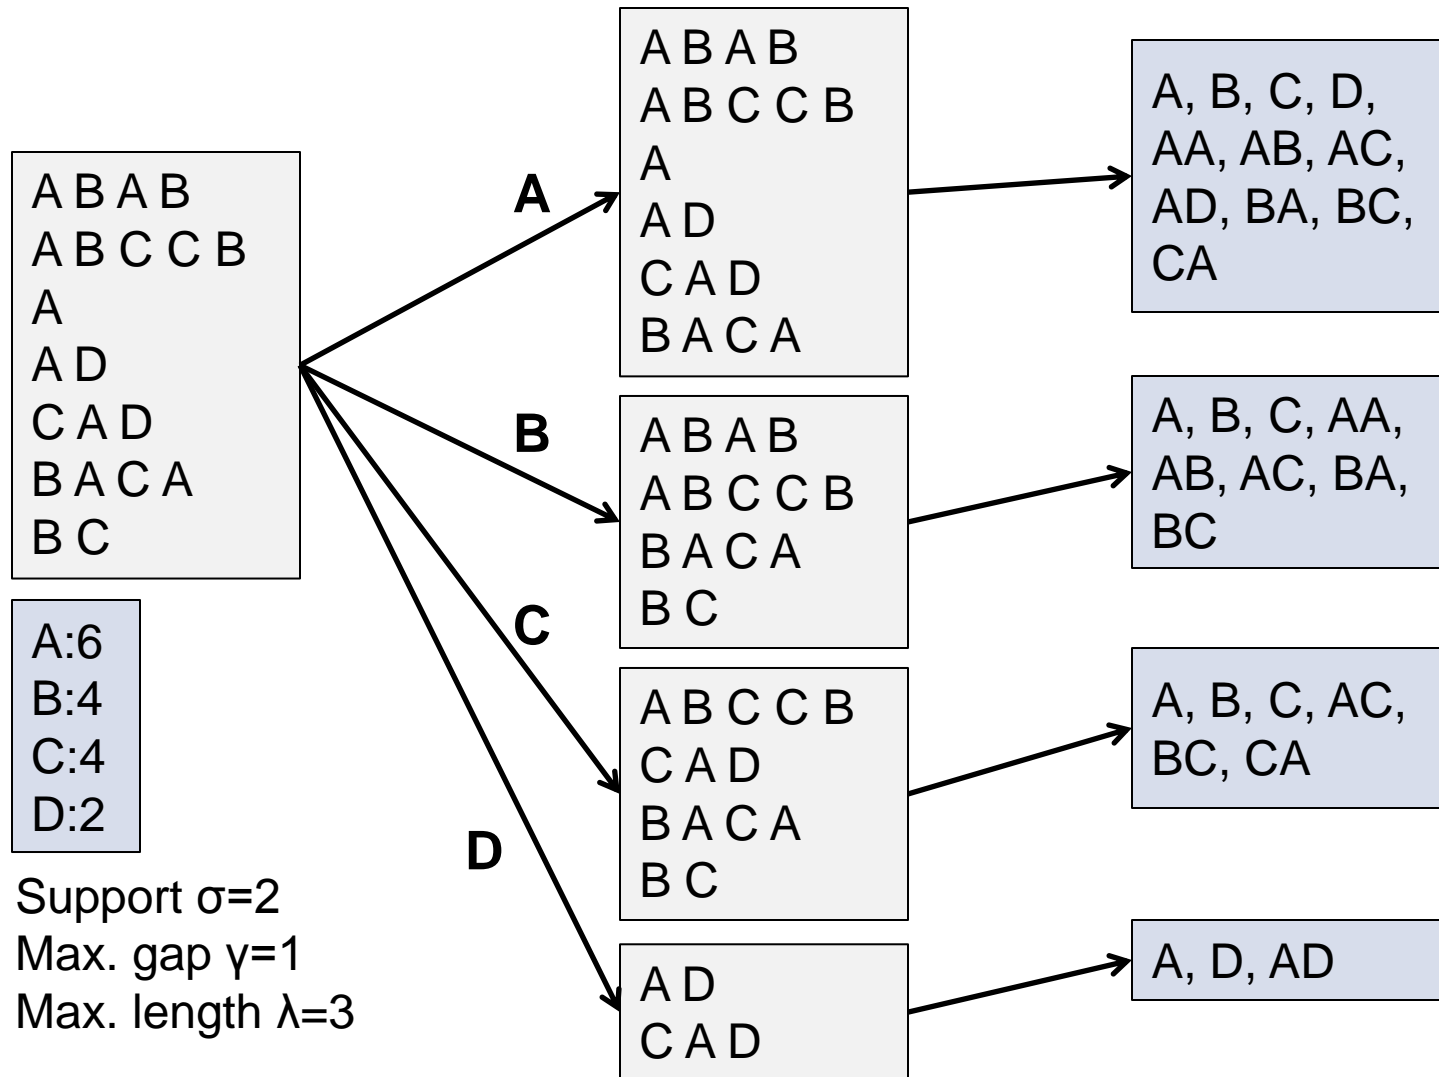 A B A B
A B C C B
A
A D
C A D
B A C A
B C
A:6
B:4
C:4
D:2
Support σ=2
Max. gap γ=1
Max. length λ=3
A
B
C
D
A B A B
A B C C B
A
A D
C A D
B A C A
A B A B
A B C C B
B A C A
B C
A B C C B
C A D
B A C A
B C
A D
C A D
A, B, C, D,
AA, AB, AC,
AD, BA, BC,
CA
A, B, C, AA,
AB, AC, BA,
BC
A, B, C, AC,
BC, CA
A, D, AD